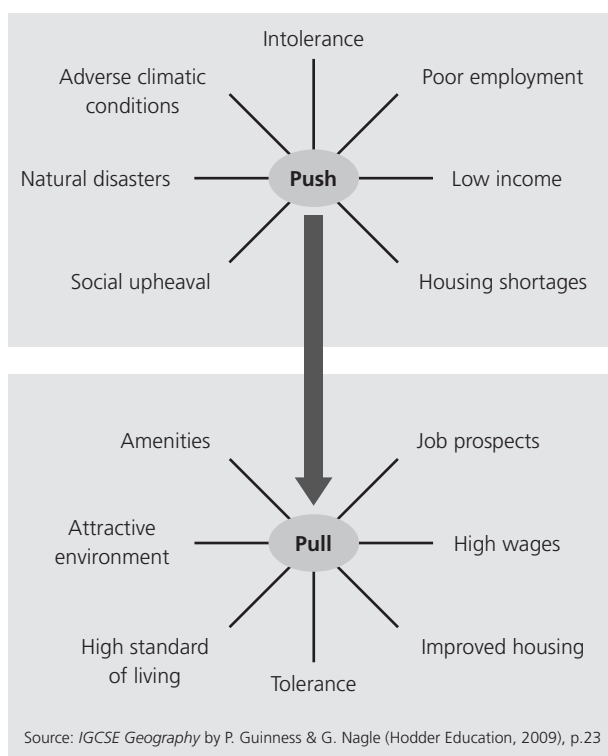 Intolerance
Adverse climatic
conditions
Poor employment
Natural disasters
Push
Low income
Social upheaval
Housing shortages
Amenities
Job prospects
Attractive
environment
Pull
High wages
High standard
of living
Tolerance
Improved housing
Source: IGCSE Geography by P. Guinness & G. Nagle (Hodder Education, 2009), p.23